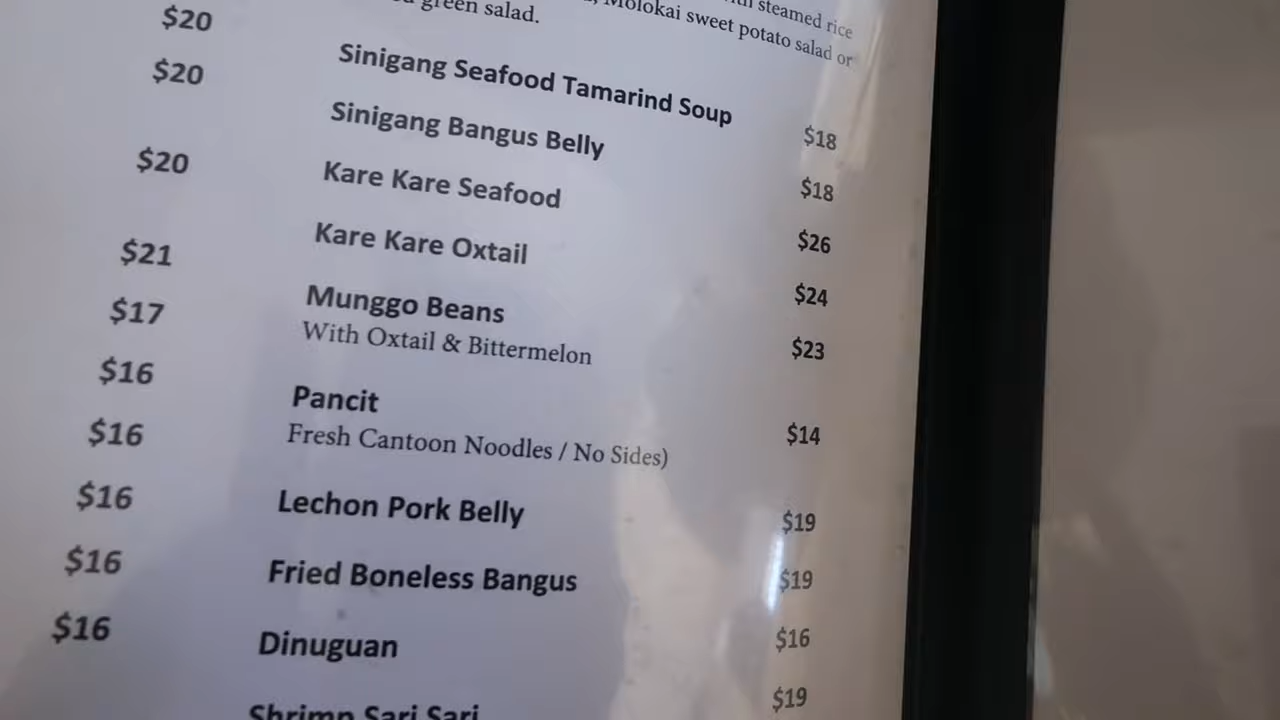 steamed rice
green salad.
Molokai sweet potato salad or
$20
$20
$20
$21
$17
$16
$16
$16
$16
$16
Sinigang Seafood Tamarind Soup $18
Sinigang Bangus Belly $18
Kare Kare Seafood $26
Kare Kare Oxtail $24
Munggo Beans $23
With Oxtail & Bittermelon
Pancit $14
Fresh Cantoon Noodles / No Sides)
Lechon Pork Belly $19
Fried Boneless Bangus $19
Dinuguan $16
Shrimp Sari Sari $19